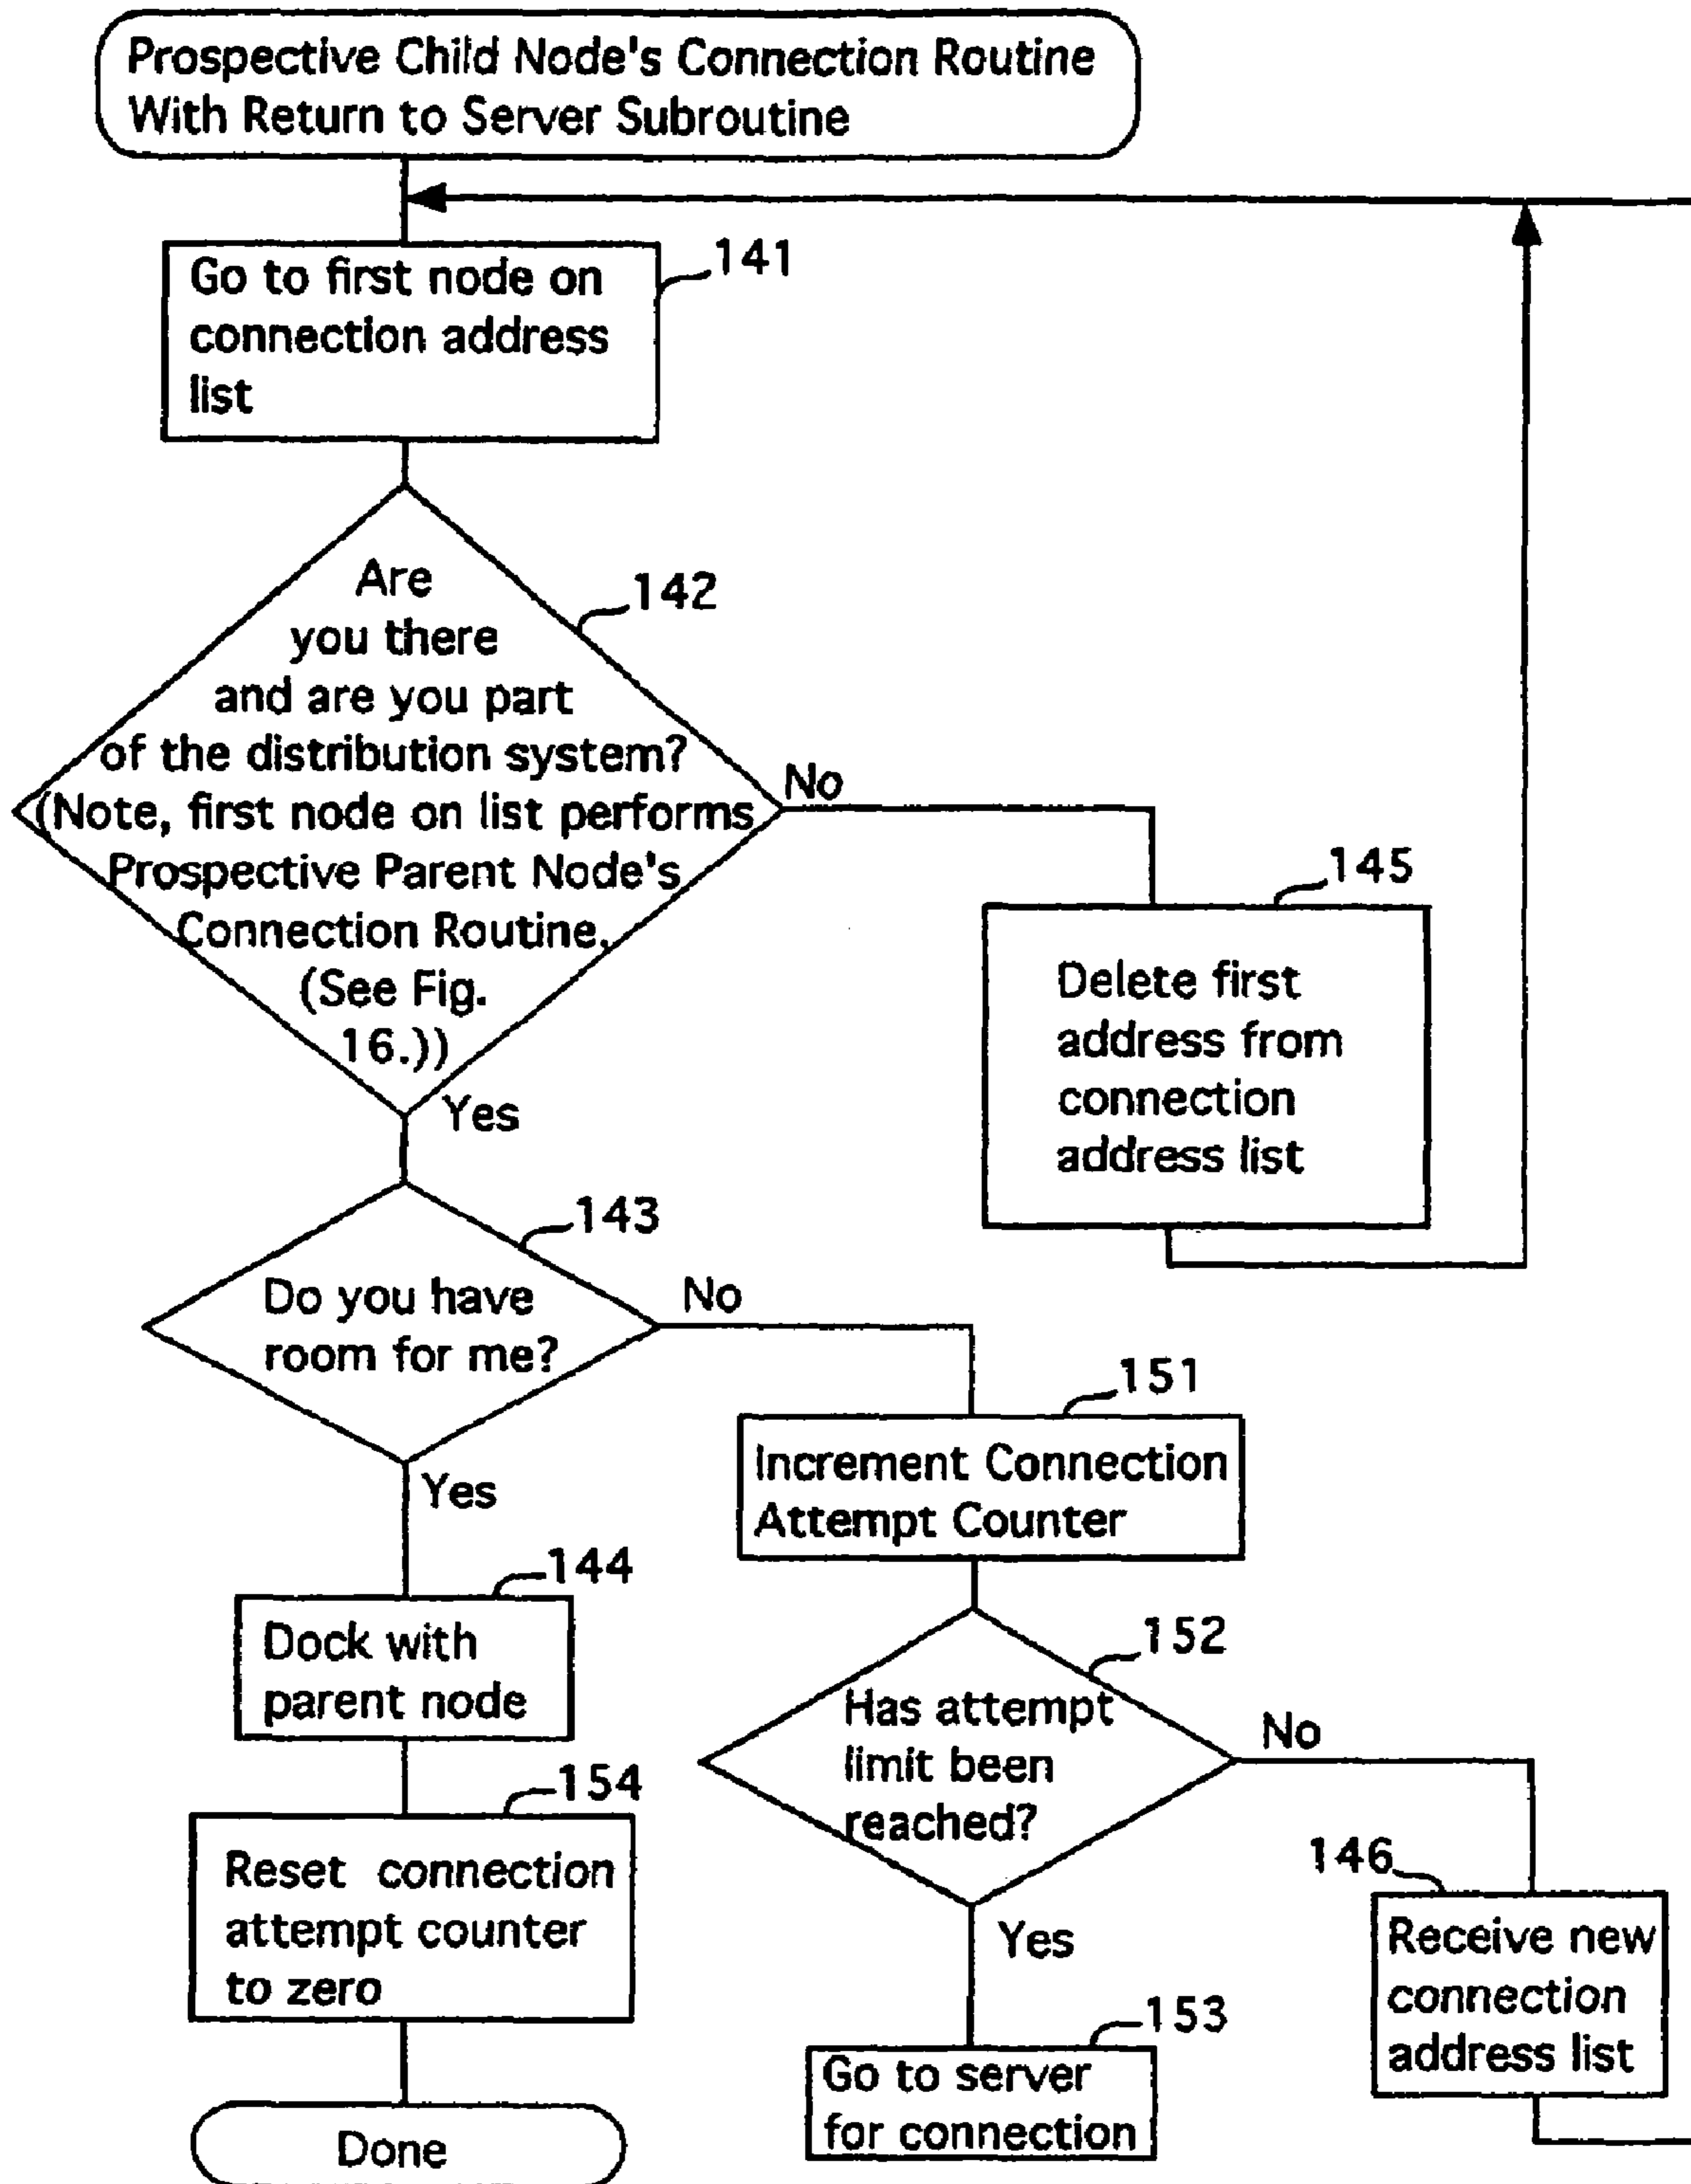 Prospective Child Node's Connection Routine
With Return to Server Subroutine
141
Go to first node on
connection address
list
142
Are
you there
and are you part
of the distribution system?
(Note, first node on list performs
Prospective Parent Node's
Connection Routine.
(See Fig.
16.))
No
Yes
145
Delete first
address from
connection
address list
143
Do you have
room for me?
No
Yes
151
Increment Connection
Attempt Counter
144
Dock with
parent node
152
Has attempt
limit been
reached?
No
Yes
154
Reset connection
attempt counter
to zero
146
Receive new
connection
address list
153
Go to server
for connection
Done